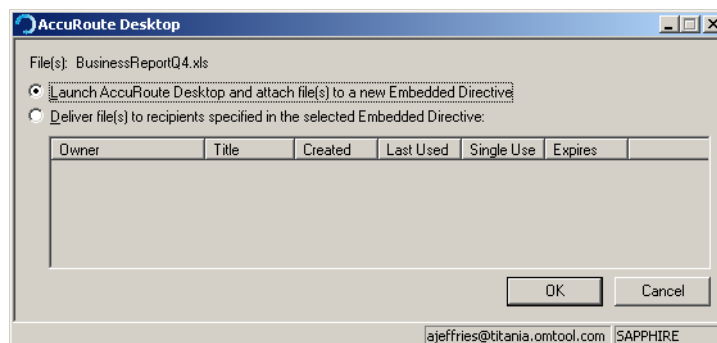 AccuRoute Desktop
File(s): BusinessReportQ4.xls
Launch AccuRoute Desktop and attach file(s) to a new Embedded Directive
Deliver file(s) to recipients specified in the selected Embedded Directive:
Owner Title Created Last Used Single Use Expires
OK Cancel
ajeffries@titania.omtool.com SAPPHIRE